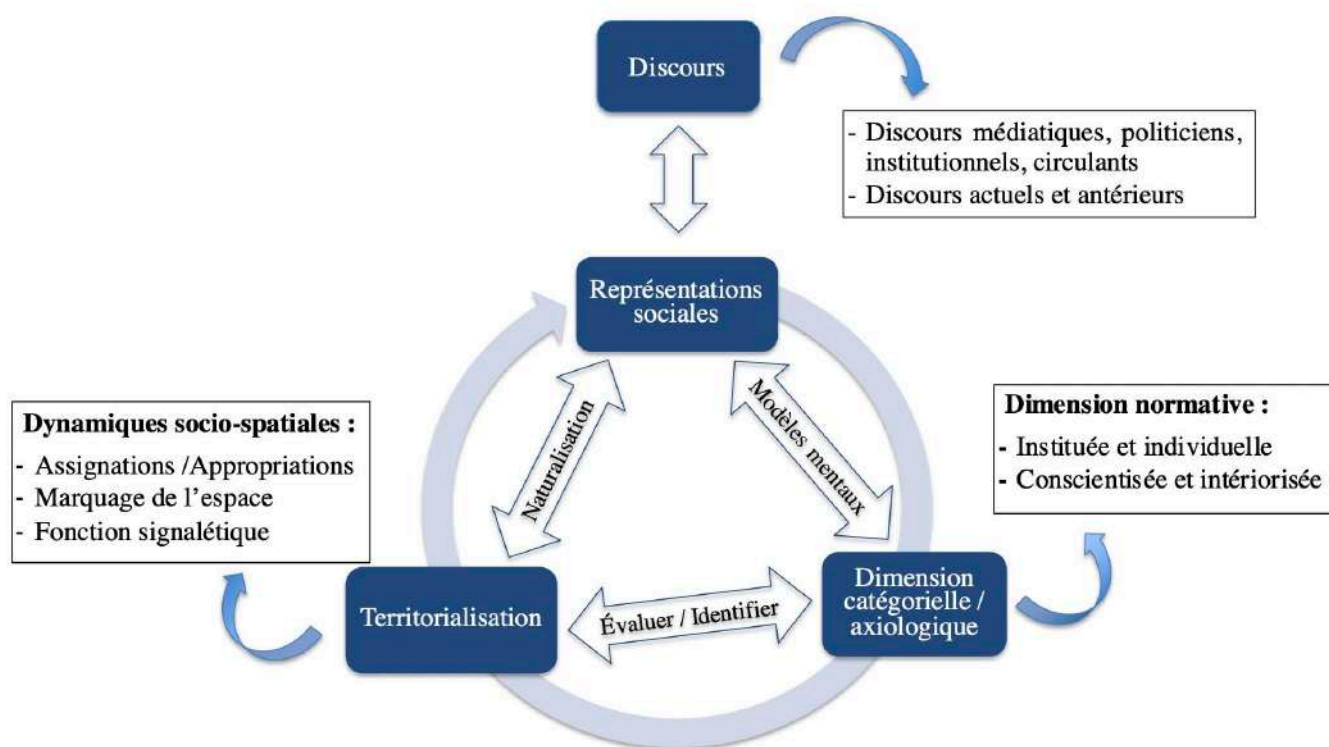 Discours
- Discours médiatiques, politiciens,
institutionnels, circulants
- Discours actuels et antérieurs
Représentations
sociales
Naturalisation
Modèles mentaux
Dynamiques socio-spatiales :
- Assignations /Appropriations
- Marquage de l’espace
- Fonction signalétique
Dimension normative :
- Instituée et individuelle
- Conscientisée et intériorisée
Territorialisation
Évaluer / Identifier
Dimension
catégorielle /
axiologique